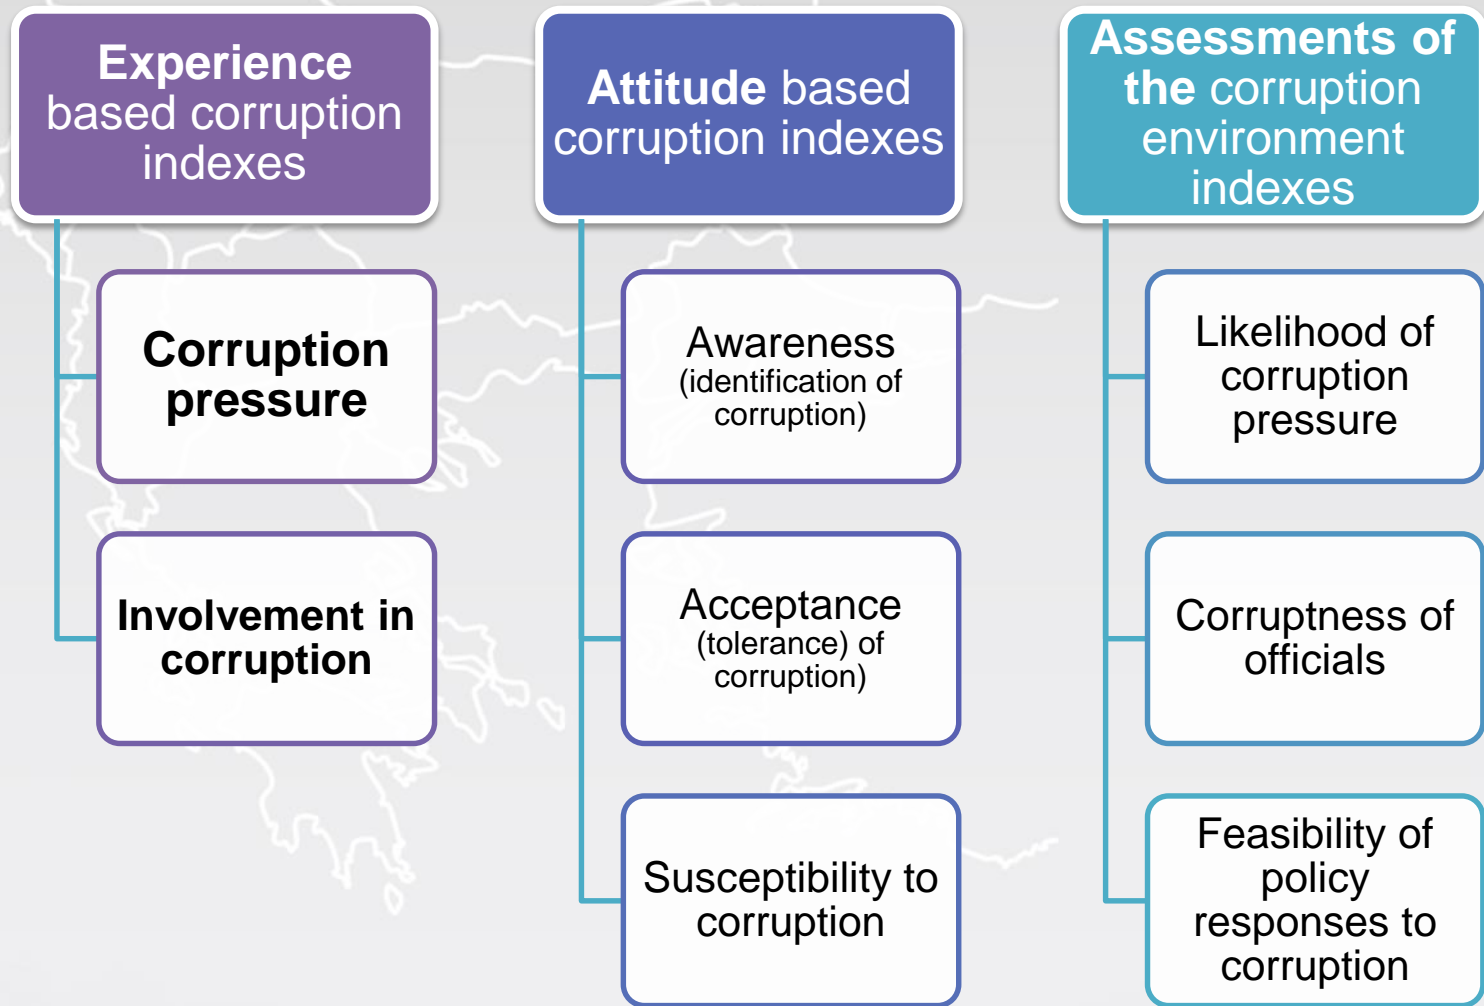 Experience
based corruption
indexes
Corruption
pressure
Involvement in
corruption
Attitude based
corruption indexes
Awareness
(identification of
corruption)
Acceptance
(tolerance) of
corruption)
Susceptibility to
corruption
Assessments of
the corruption
environment
indexes
Likelihood of
corruption
pressure
Corruptness of
officials
Feasibility of
policy
responses to
corruption